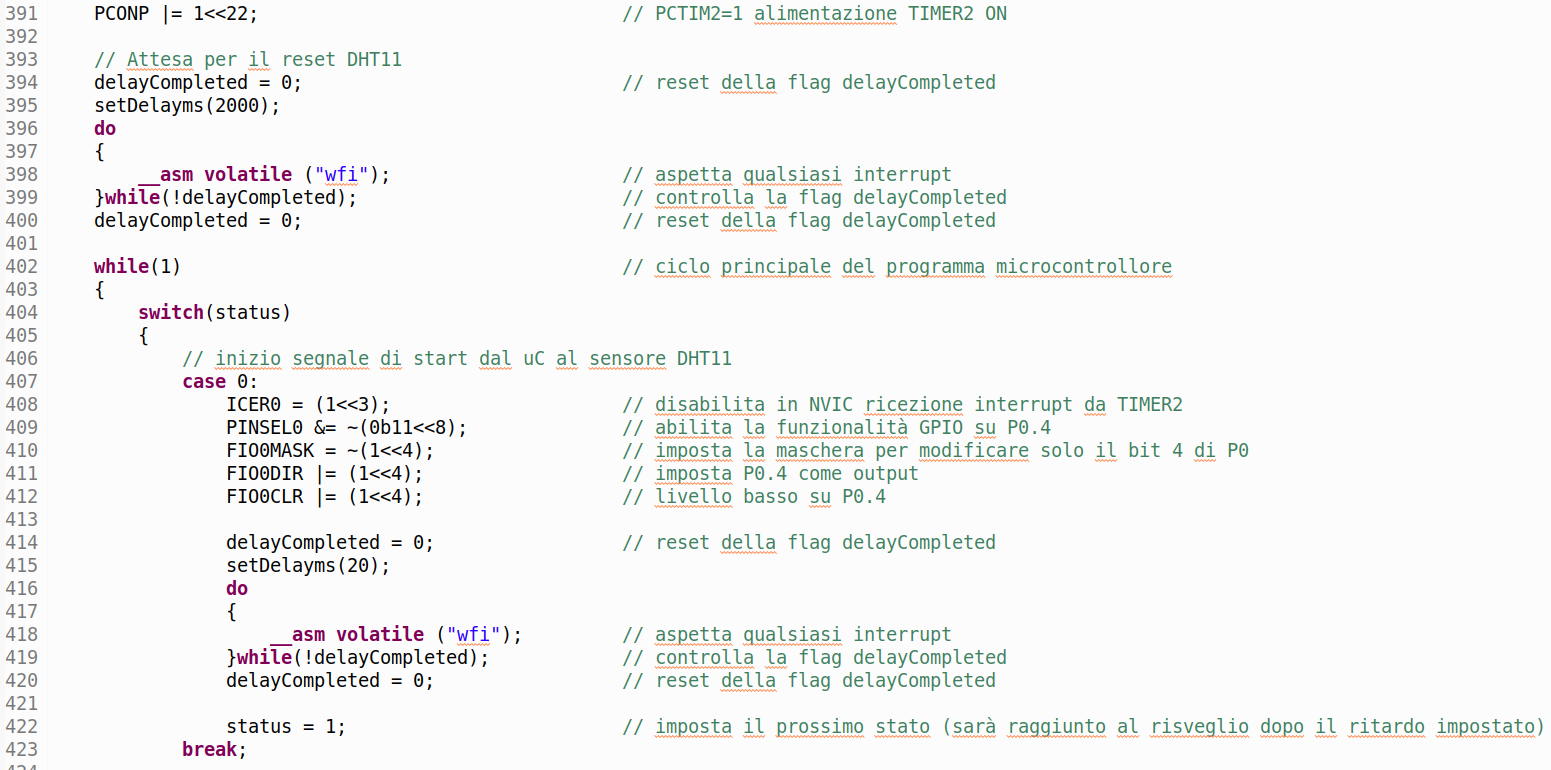 391 PCONP |= 1<<22; // PCTIM2=1 alimentazione TIMER2 ON
392
393 // Attesa per il reset DHT11
394 delayCompleted = 0; // reset della flag delayCompleted
395 setDelayms(2000);
396 do
397 {
398 __asm volatile ("wfi"); // aspetta qualsiasi interrupt
399 }while(!delayCompleted); // controlla la flag delayCompleted
400 delayCompleted = 0; // reset della flag delayCompleted
401
402 while(1) // ciclo principale del programma microcontrollore
403 {
404 switch(status)
405 {
406 // inizio segnale di start dal uC al sensore DHT11
407 case 0:
408 ICER0 = (1<<3); // disabilita in NVIC ricezione interrupt da TIMER2
409 PINSEL0 &= ~(0b11<<8); // abilita la funzionalità GPIO su P0.4
410 FIO0MASK = ~(1<<4); // imposta la maschera per modificare solo il bit 4 di P0
411 FIO0DIR |= (1<<4); // imposta P0.4 come output
412 FIO0CLR |= (1<<4); // livello basso su P0.4
413
414 delayCompleted = 0; // reset della flag delayCompleted
415 setDelayms(20);
416 do
417 {
418 __asm volatile ("wfi"); // aspetta qualsiasi interrupt
419 }while(!delayCompleted); // controlla la flag delayCompleted
420 delayCompleted = 0; // reset della flag delayCompleted
421
422 status = 1; // imposta il prossimo stato (sarà raggiunto al risveglio dopo il ritardo impostato)
423 break;